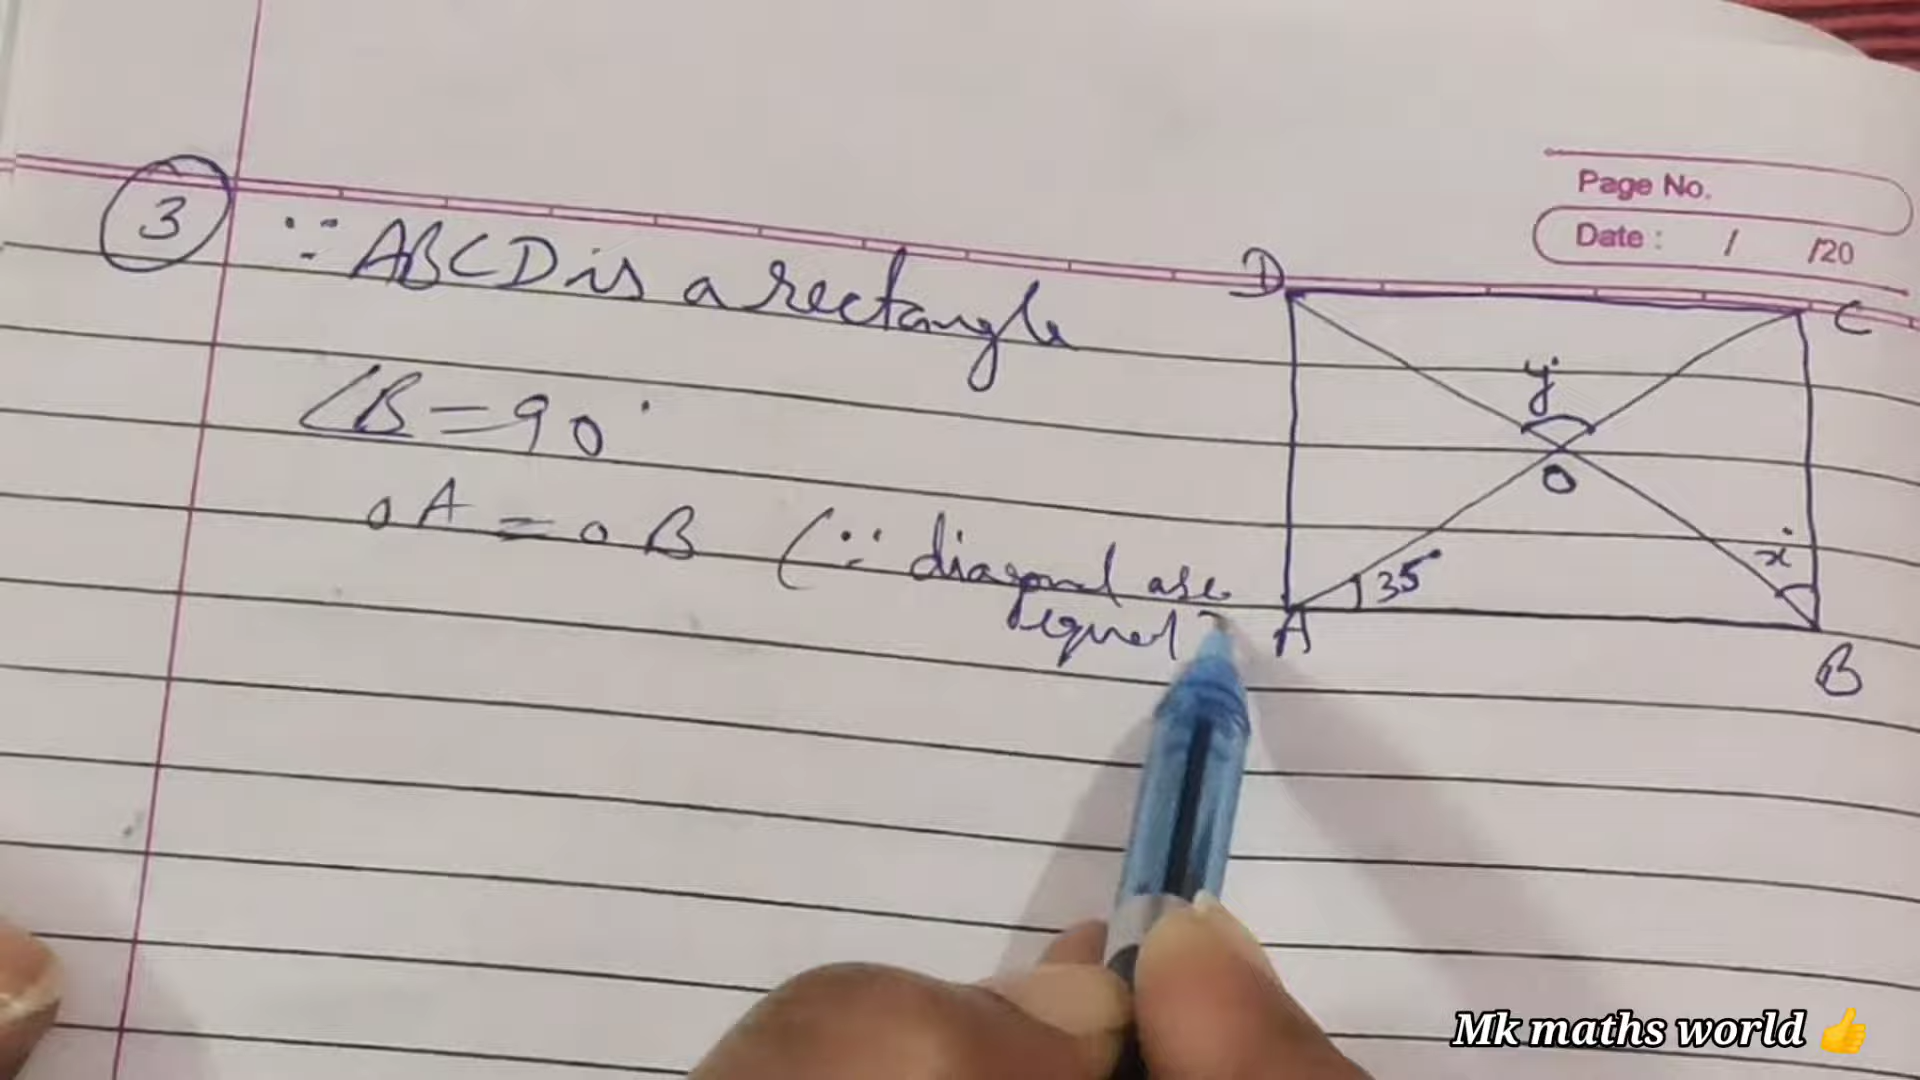 Page No.
Date : / /20
3 ∵ ABCD is a rectangle
∠B = 90°
OA = OB (∵ diagonal are
equal)
D
C
y°
O
x°
35°
A
B
Mk maths world 👍